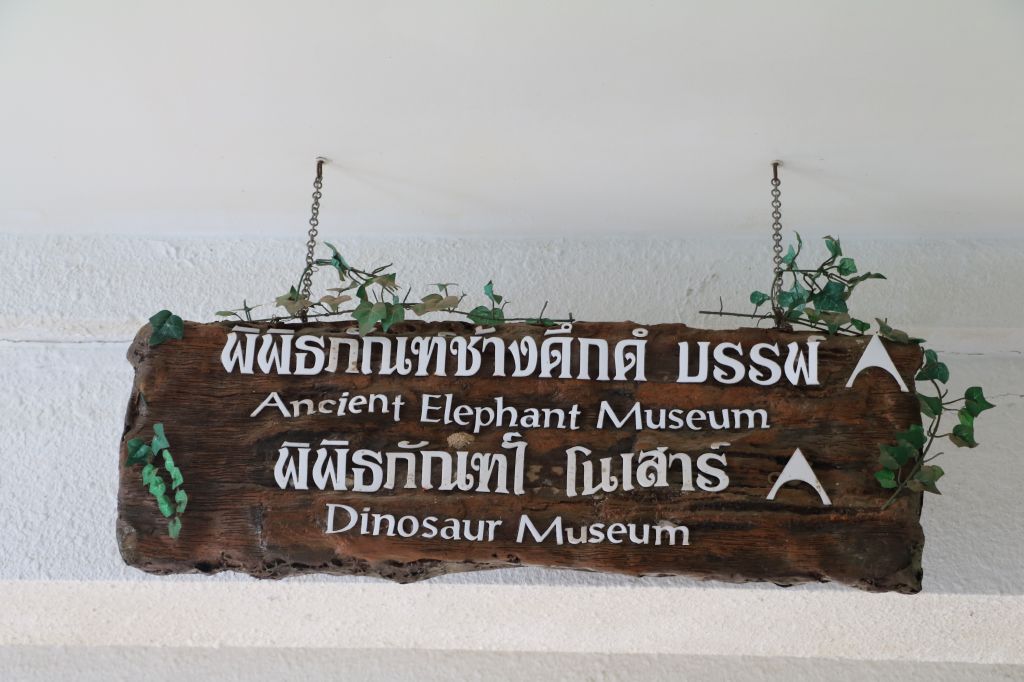 พิพิธภัณฑช้างดึกดํ บรรพ
Ancient Elephant Museum
พิพิธภัณฑไ โนเสาร์
Dinosaur Museum